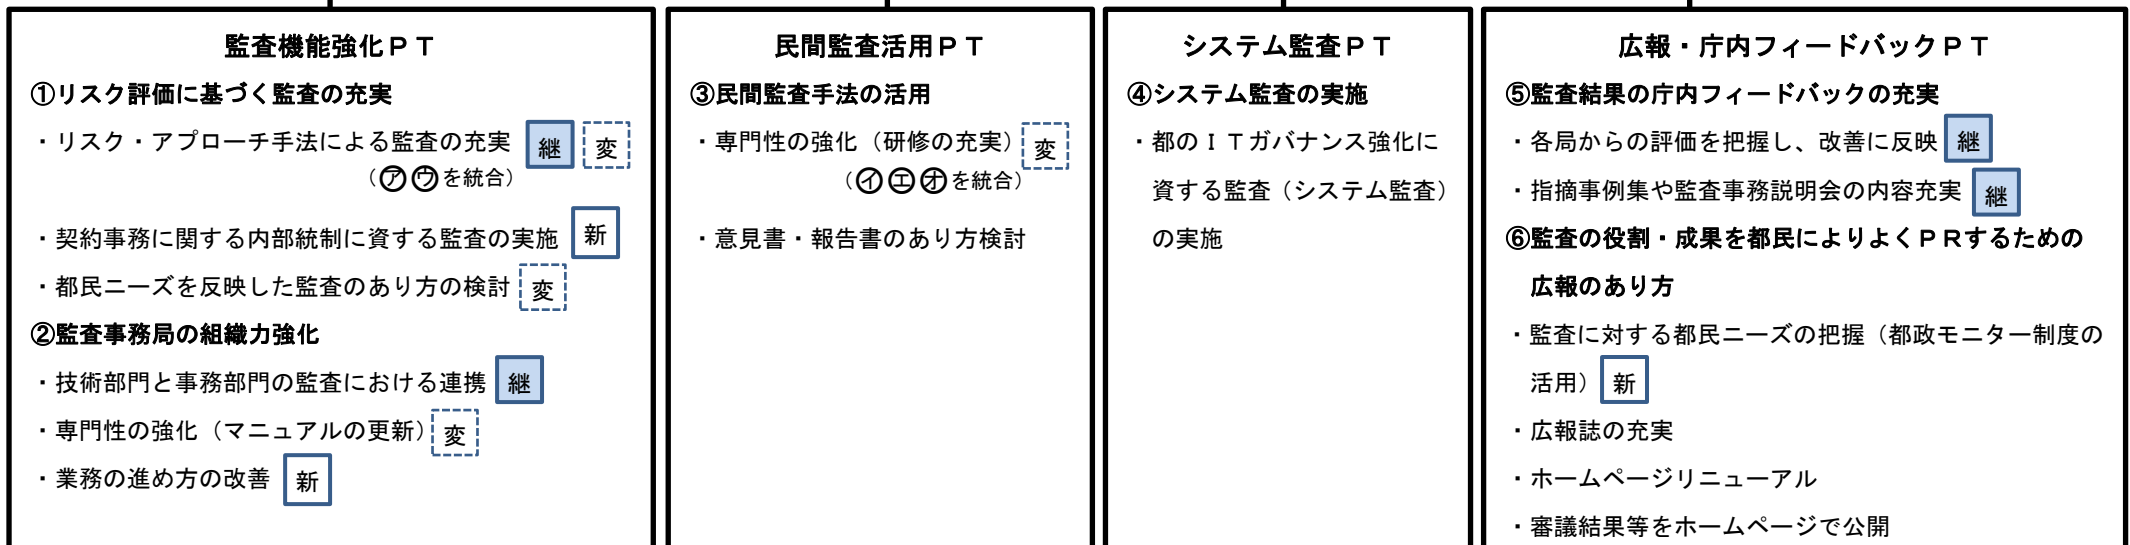 監査機能強化ＰＴ
①リスク評価に基づく監査の充実
・リスク・アプローチ手法による監査の充実 継 変
（㋐㋒を統合）
・契約事務に関する内部統制に資する監査の実施 新
・都民ニーズを反映した監査のあり方の検討 変
②監査事務局の組織力強化
・技術部門と事務部門の監査における連携 継
・専門性の強化（マニュアルの更新） 変
・業務の進め方の改善 新
民間監査活用ＰＴ
③民間監査手法の活用
・専門性の強化（研修の充実） 変
（㋑㋓㋔を統合）
・意見書・報告書のあり方検討
システム監査ＰＴ
④システム監査の実施
・都のＩＴガバナンス強化に
資する監査（システム監査）
の実施
広報・庁内フィードバックＰＴ
⑤監査結果の庁内フィードバックの充実
・各局からの評価を把握し、改善に反映 継
・指摘事例集や監査事務説明会の内容充実 継
⑥監査の役割・成果を都民によりよくＰＲするための
広報のあり方
・監査に対する都民ニーズの把握（都政モニター制度の
活用） 新
・広報誌の充実
・ホームページリニューアル
・審議結果等をホームページで公開